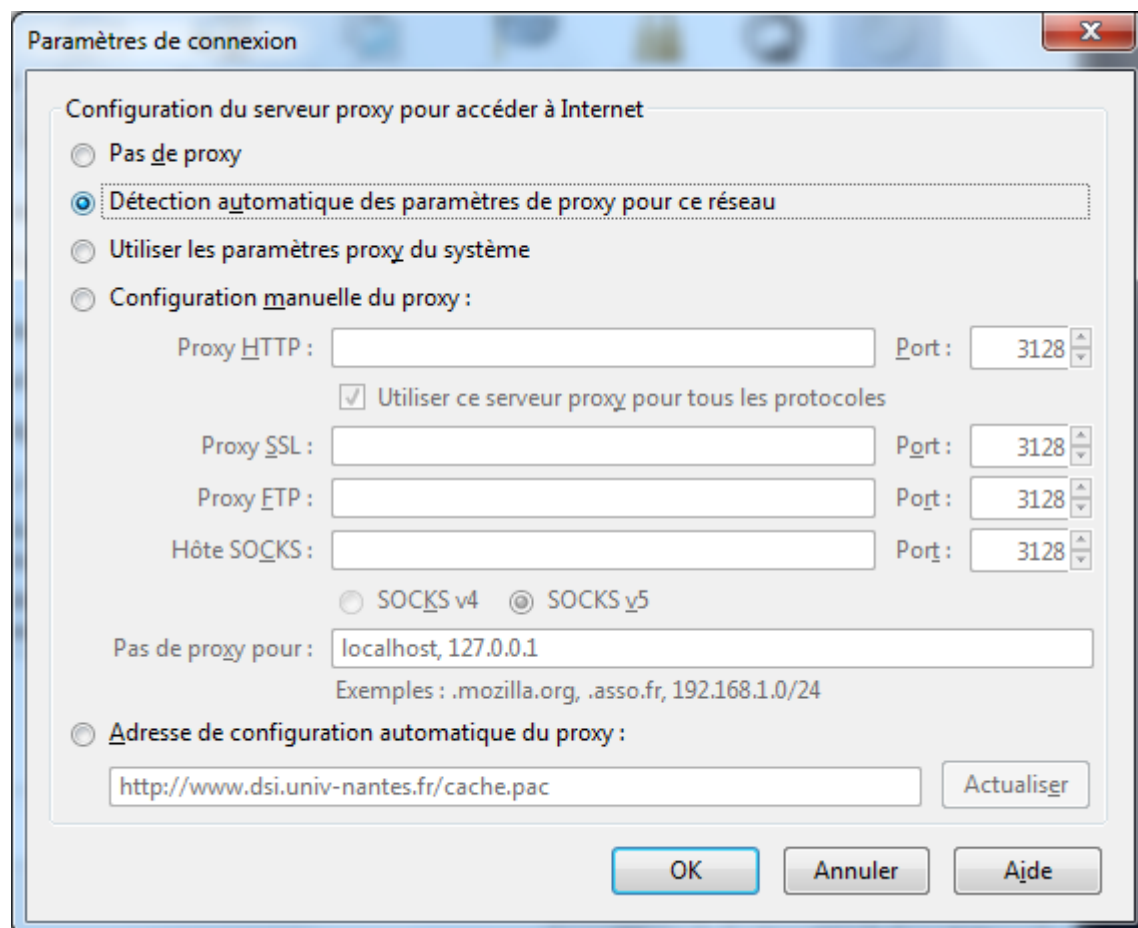 Paramètres de connexion
Configuration du serveur proxy pour accéder à Internet
Pas de proxy
Détection automatique des paramètres de proxy pour ce réseau
Utiliser les paramètres proxy du système
Configuration manuelle du proxy :
Proxy HTTP : Port : 3128
Utiliser ce serveur proxy pour tous les protocoles
Proxy SSL : Port : 3128
Proxy FTP : Port : 3128
Hôte SOCKS : Port : 3128
SOCKS v4 SOCKS v5
Pas de proxy pour : localhost, 127.0.0.1
Exemples : .mozilla.org, .asso.fr, 192.168.1.0/24
Adresse de configuration automatique du proxy :
http://www.dsi.univ-nantes.fr/cache.pac Actualiser
OK Annuler Aide